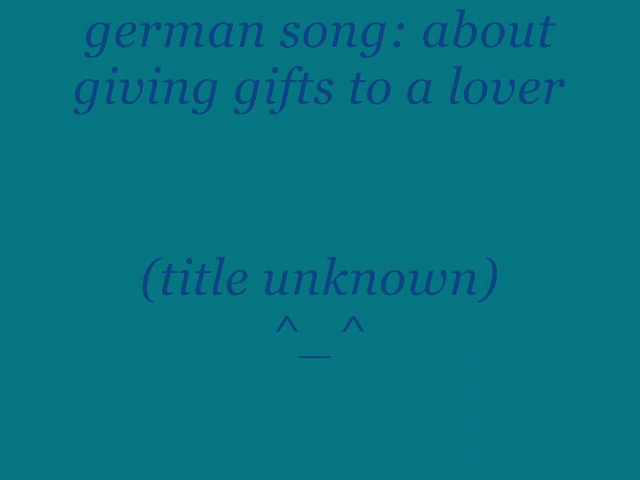 german song: about
giving gifts to a lover
(title unknown)
^_^